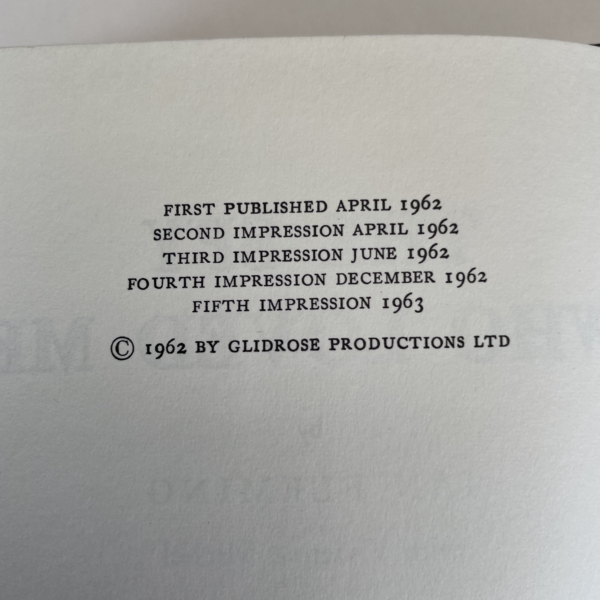 FIRST PUBLISHED APRIL 1962
SECOND IMPRESSION APRIL 1962
THIRD IMPRESSION JUNE 1962
FOURTH IMPRESSION DECEMBER 1962
FIFTH IMPRESSION 1963
© 1962 BY GLIDROSE PRODUCTIONS LTD